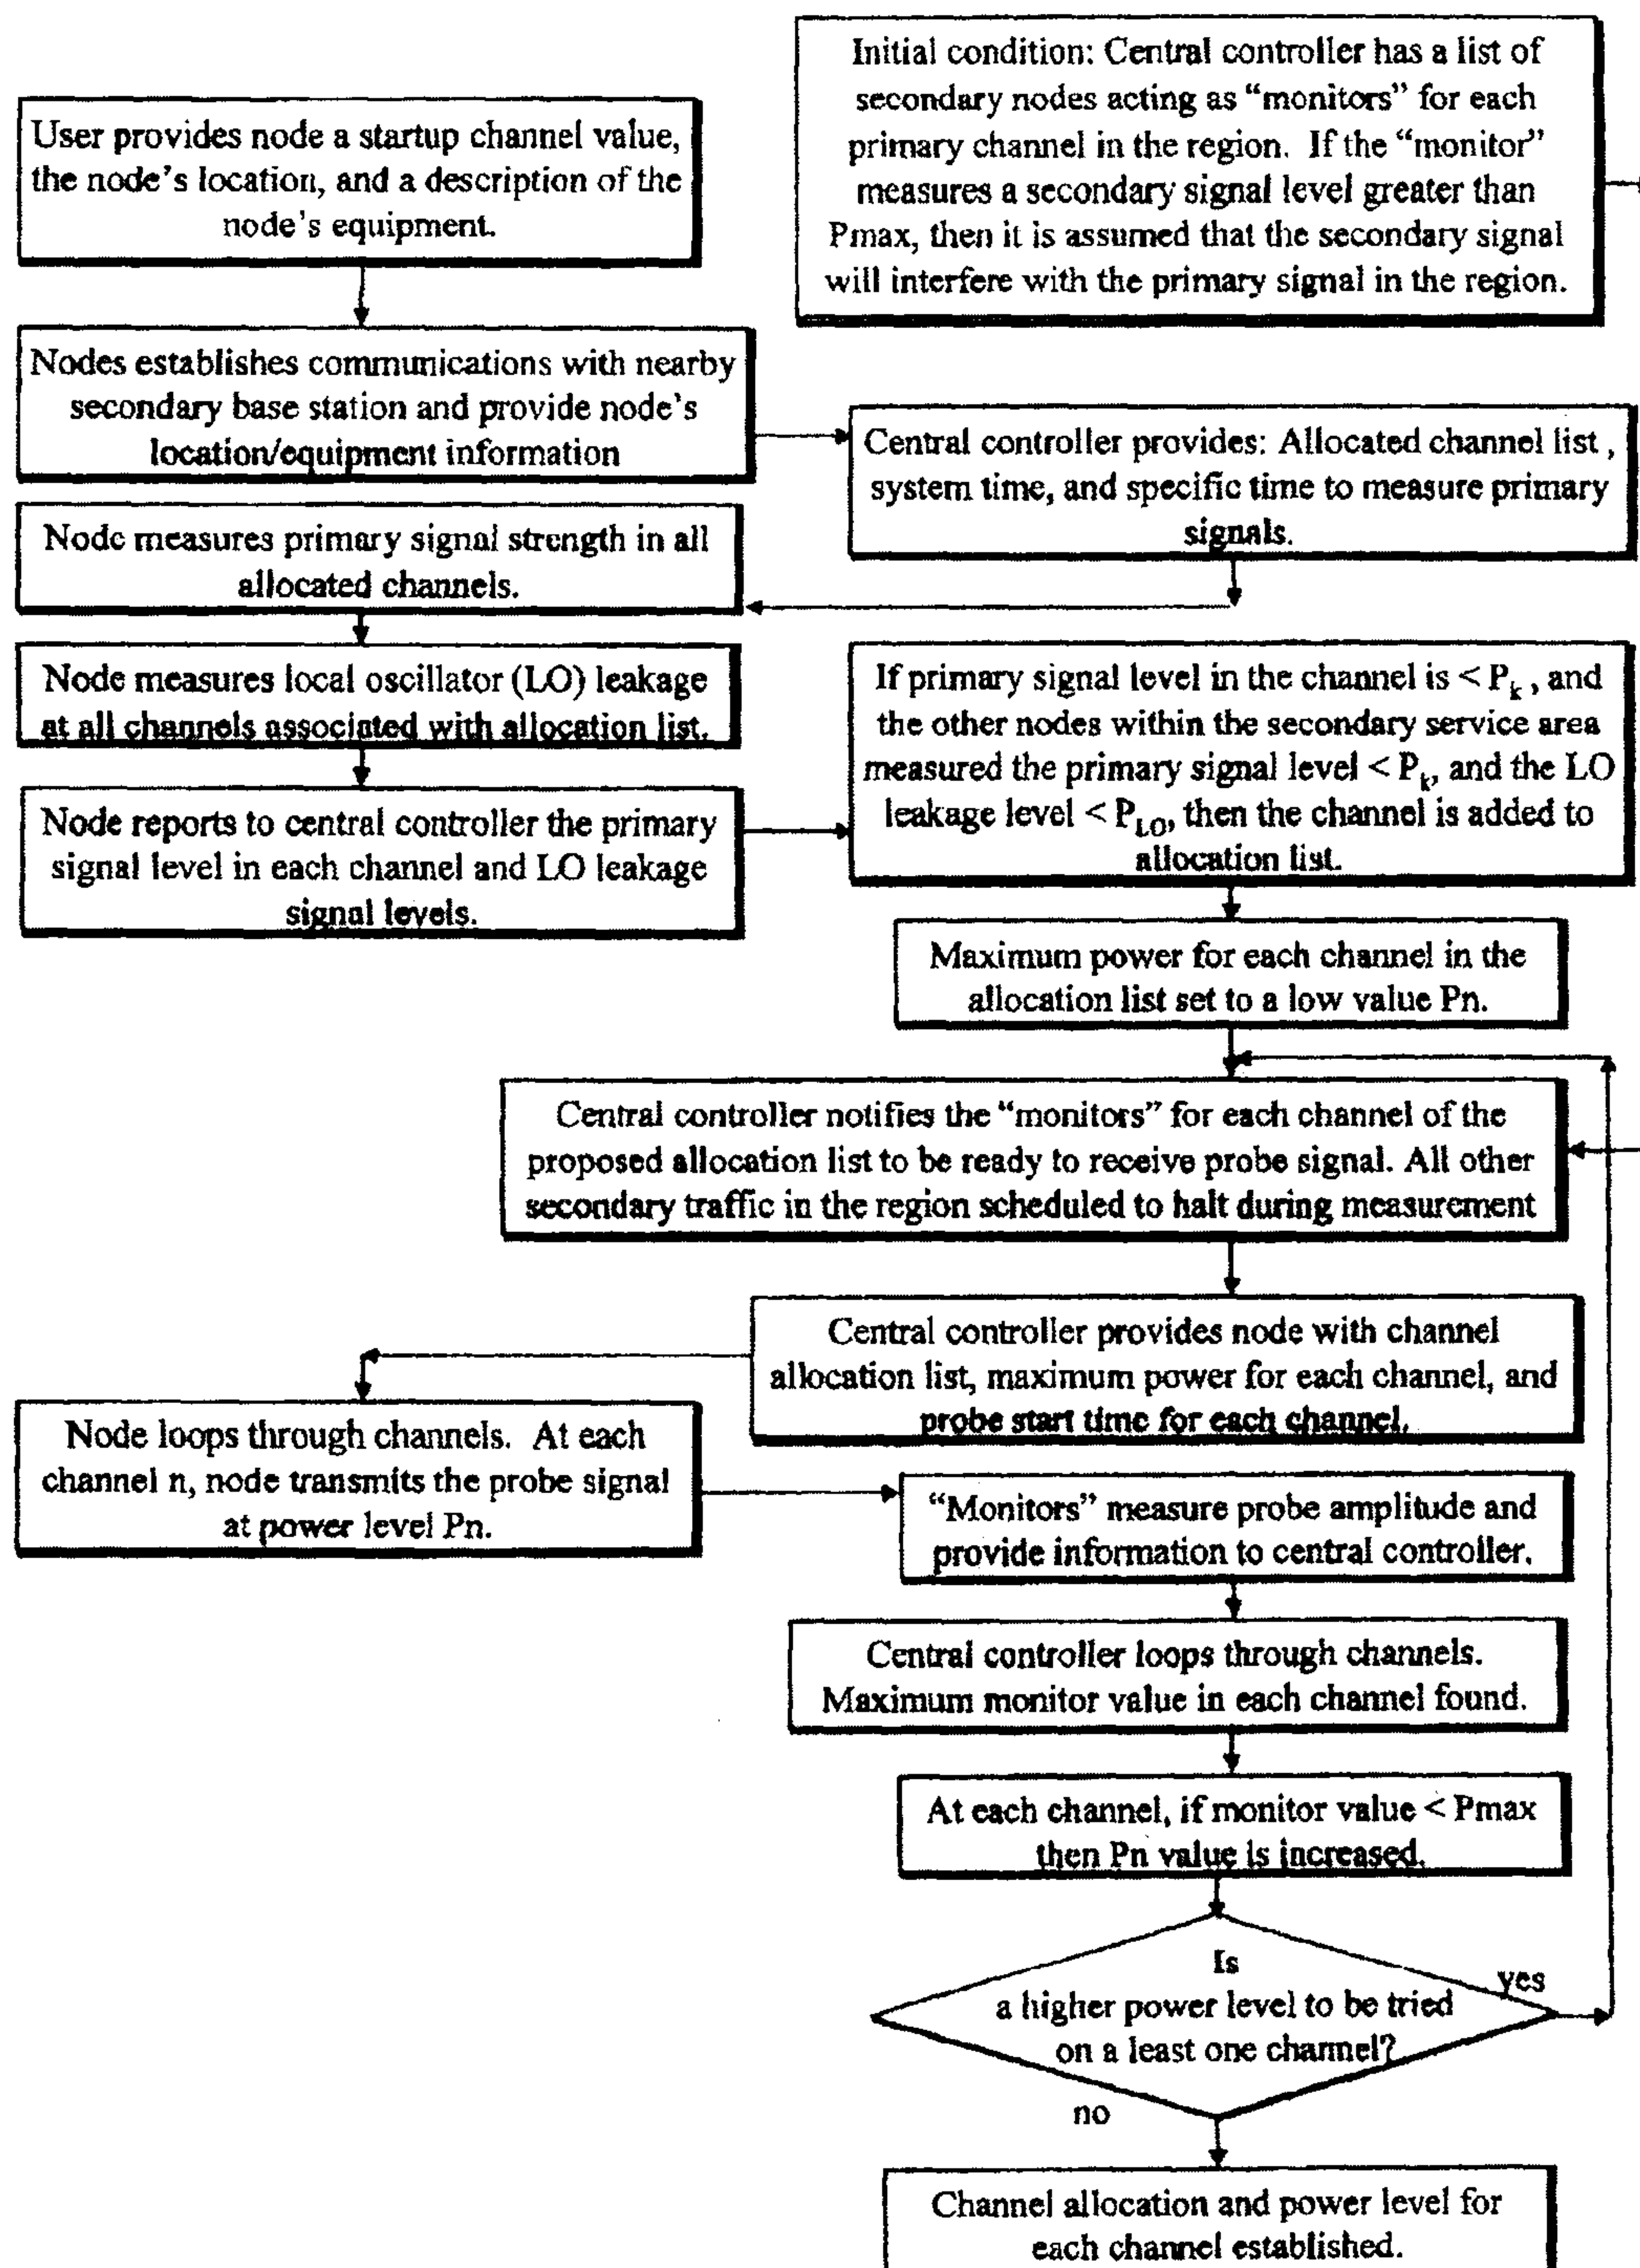 Initial condition: Central controller has a list of
secondary nodes acting as “monitors” for each
primary channel in the region. If the “monitor”
measures a secondary signal level greater than
Pmax, then it is assumed that the secondary signal
will interfere with the primary signal in the region.
User provides node a startup channel value,
the node's location, and a description of the
node's equipment.
Nodes establishes communications with nearby
secondary base station and provide node's
location/equipment information
Central controller provides: Allocated channel list ,
system time, and specific time to measure primary
signals.
Node measures primary signal strength in all
allocated channels.
Node measures local oscillator (LO) leakage
at all channels associated with allocation list.
Node reports to central controller the primary
signal level in each channel and LO leakage
signal levels.
If primary signal level in the channel is < Pk , and
the other nodes within the secondary service area
measured the primary signal level < Pk, and the LO
leakage level < PLO, then the channel is added to
allocation list.
Maximum power for each channel in the
allocation list set to a low value Pn.
Central controller notifies the “monitors” for each channel of the
proposed allocation list to be ready to receive probe signal. All other
secondary traffic in the region scheduled to halt during measurement
Central controller provides node with channel
allocation list, maximum power for each channel, and
probe start time for each channel.
Node loops through channels. At each
channel n, node transmits the probe signal
at power level Pn.
“Monitors” measure probe amplitude and
provide information to central controller.
Central controller loops through channels.
Maximum monitor value in each channel found.
At each channel, if monitor value < Pmax
then Pn value is increased.
Is
a higher power level to be tried
on a least one channel?
yes
no
Channel allocation and power level for
each channel established.